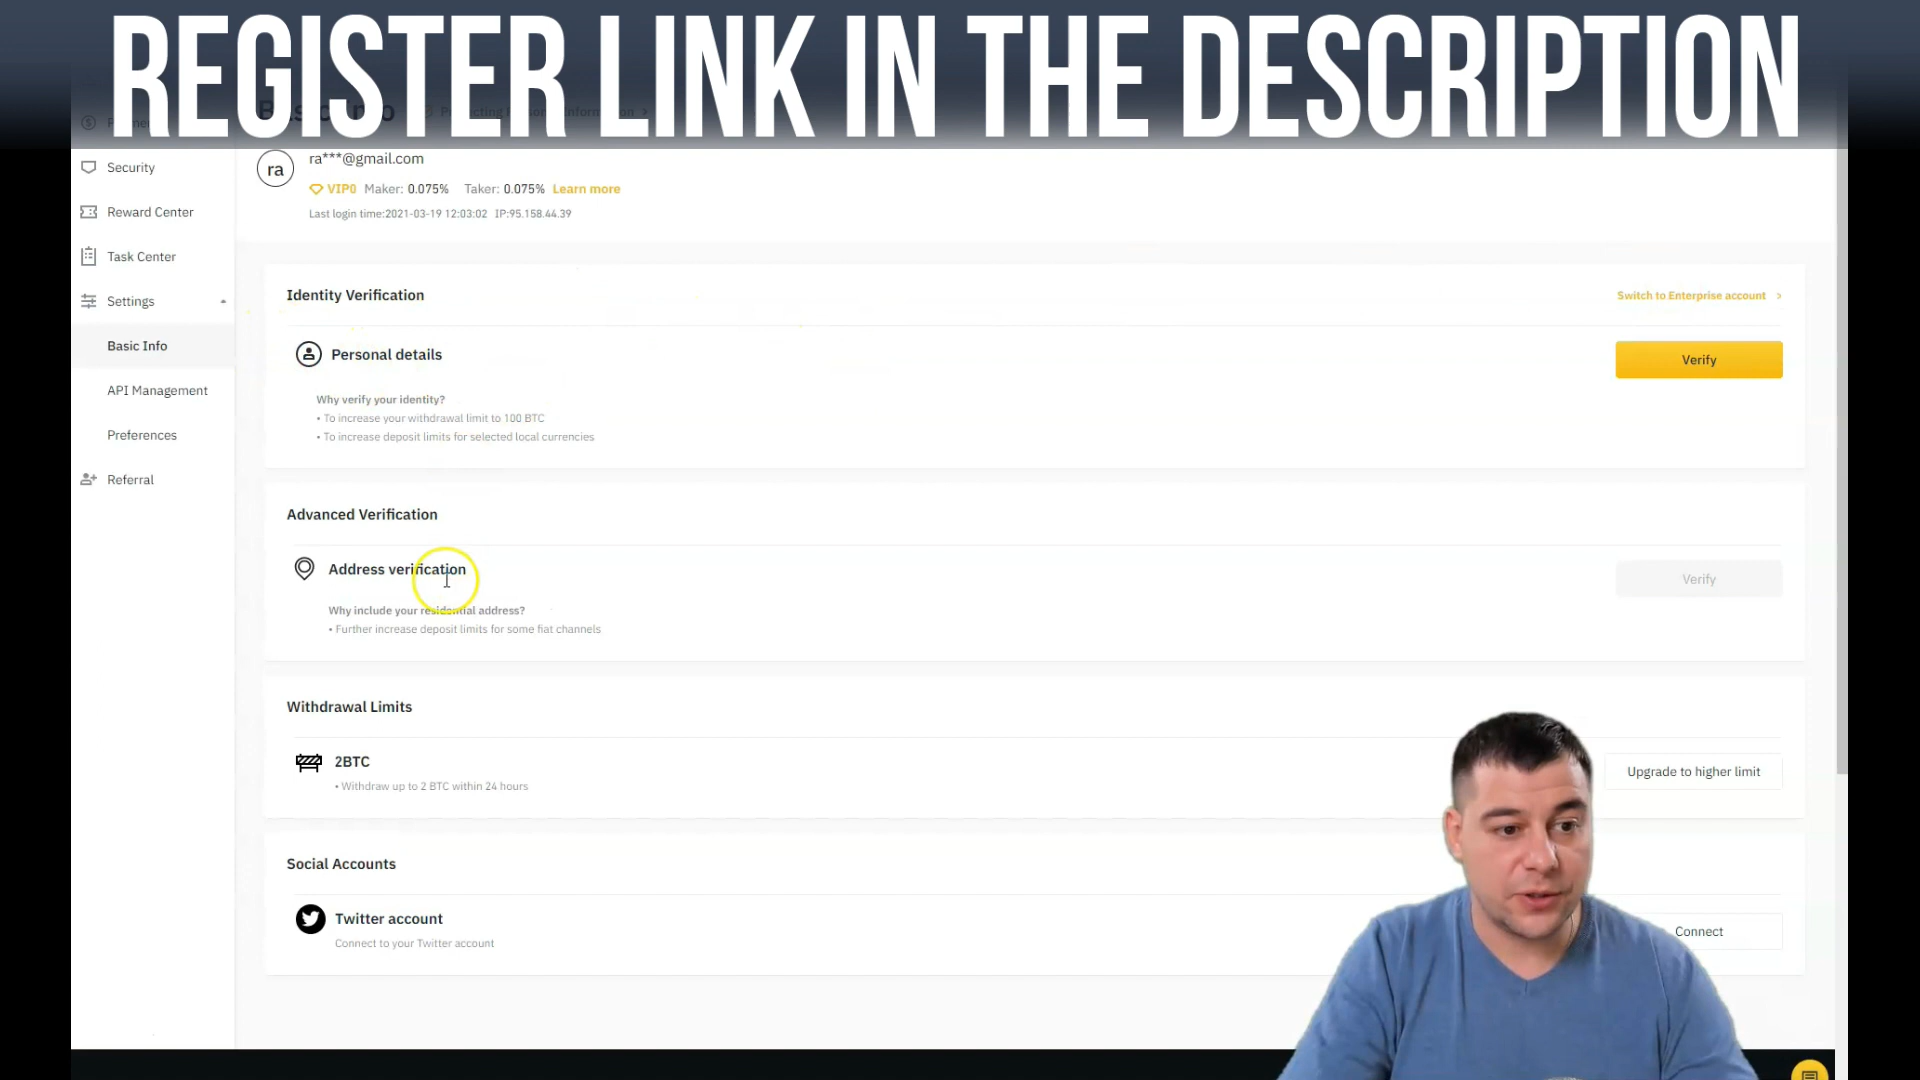 REGISTER LINK IN THE DESCRIPTION
ra***@gmail.com
ra
VIP0 Maker: 0.075% Taker: 0.075% Learn more
Last login time:2021-03-19 12:03:02 IP:95.158.44.39
Security
Reward Center
Task Center
Settings
Basic Info
API Management
Preferences
Referral
Identity Verification
Switch to Enterprise account
Personal details
Verify
Why verify your identity?
• To increase your withdrawal limit to 100 BTC
• To increase deposit limits for selected local currencies
Advanced Verification
Address verification
Verify
Why include your residential address?
• Further increase deposit limits for some fiat channels
Withdrawal Limits
2BTC
• Withdraw up to 2 BTC within 24 hours
Upgrade to higher limit
Social Accounts
Twitter account
Connect to your Twitter account
Connect